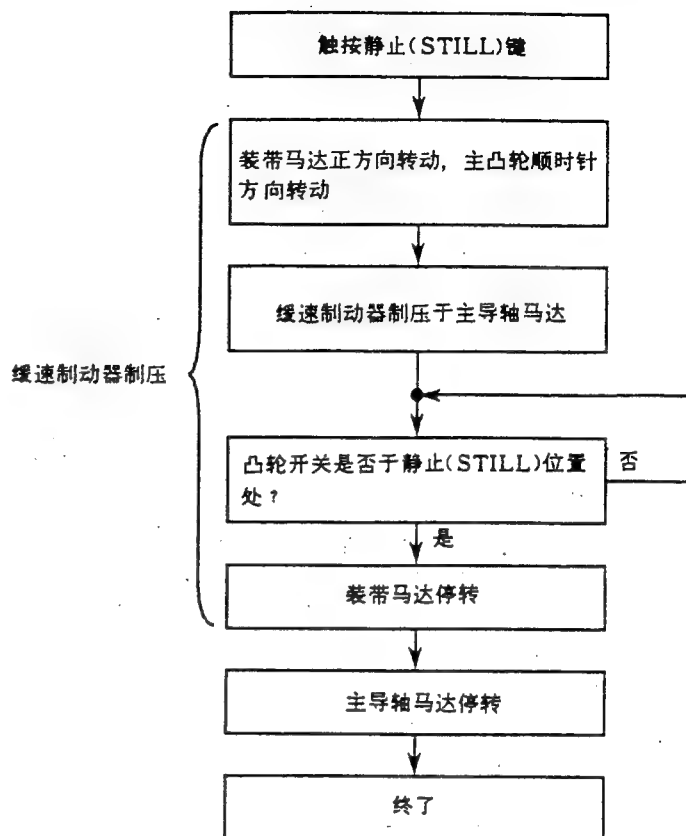 触按静止(STILL)键
装带马达正方向转动，主凸轮顺时针
方向转动
缓速制动器制压于主导轴马达
缓速制动器制压
凸轮开关是否于静止(STILL)位置
处？
否
是
装带马达停转
主导轴马达停转
终了